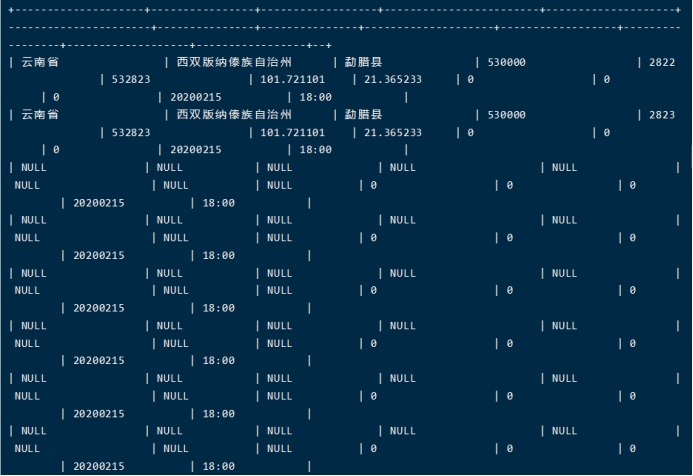 +--------------------+-----------------+------------------+-------------------------+--------------------+
--------------------------+-----------------+---------------+--------------------+------------------+---------
--------+-------------------+------------------+--+
| 云南省 | 西双版纳傣族自治州 | 勐腊县 | 530000 | 2822
| 532823 | 101.721101 | 21.365233 | 0 | 0
| 0 | 20200215 | 18:00 |
| 云南省 | 西双版纳傣族自治州 | 勐腊县 | 530000 | 2823
| 532823 | 101.721101 | 21.365233 | 0 | 0
| 0 | 20200215 | 18:00 |
| NULL | NULL | NULL | NULL | NULL |
NULL | NULL | NULL | 0 | 0 | 0
| 20200215 | 18:00 |
| NULL | NULL | NULL | NULL | NULL |
NULL | NULL | NULL | 0 | 0 | 0
| 20200215 | 18:00 |
| NULL | NULL | NULL | NULL | NULL |
NULL | NULL | NULL | 0 | 0 | 0
| 20200215 | 18:00 |
| NULL | NULL | NULL | NULL | NULL |
NULL | NULL | NULL | 0 | 0 | 0
| 20200215 | 18:00 |
| NULL | NULL | NULL | NULL | NULL |
NULL | NULL | NULL | 0 | 0 | 0
| 20200215 | 18:00 |
| NULL | NULL | NULL | NULL | NULL |
NULL | NULL | NULL | 0 | 0 | 0
| 20200215 | 18:00 |